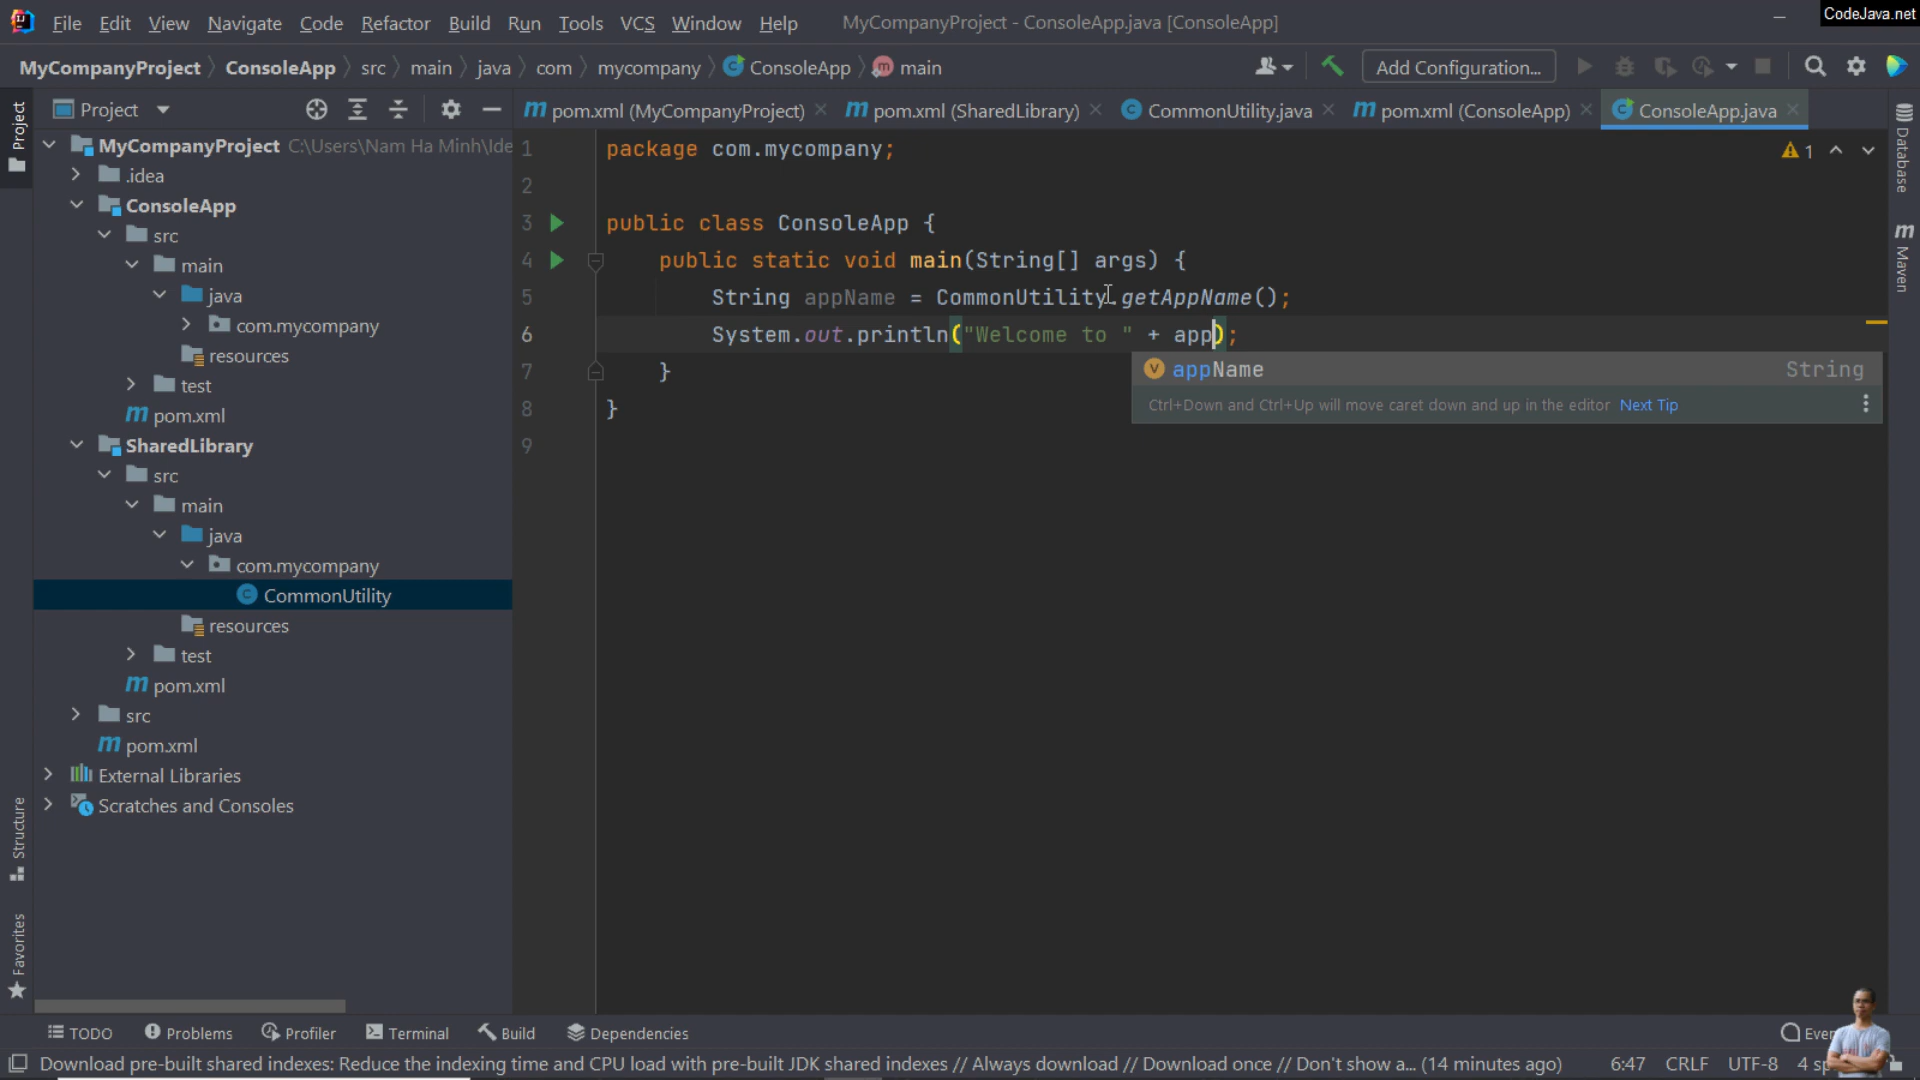 File Edit View Navigate Code Refactor Build Run Tools VCS Window Help MyCompanyProject - ConsoleApp.java [ConsoleApp]
CodeJava.net
MyCompanyProject ConsoleApp src main java com mycompany ConsoleApp main Add Configuration...
Project
Project
pom.xml (MyCompanyProject) pom.xml (SharedLibrary) CommonUtility.java pom.xml (ConsoleApp) ConsoleApp.java
MyCompanyProject C:\Users\Nam Ha Minh\Ide
.idea
ConsoleApp
src
main
java
com.mycompany
resources
test
pom.xml
SharedLibrary
src
main
java
com.mycompany
CommonUtility
resources
test
pom.xml
src
pom.xml
External Libraries
Scratches and Consoles
Structure
Favorites
1 package com.mycompany;
2
3 public class ConsoleApp {
4 public static void main(String[] args) {
5 String appName = CommonUtility.getAppName();
6 System.out.println("Welcome to " + app);
7 }
8 }
9
1
appName String
Ctrl+Down and Ctrl+Up will move caret down and up in the editor Next Tip
Database
Maven
TODO Problems Profiler Terminal Build Dependencies
Download pre-built shared indexes: Reduce the indexing time and CPU load with pre-built JDK shared indexes // Always download // Download once // Don't show a... (14 minutes ago) 6:47 CRLF UTF-8 4